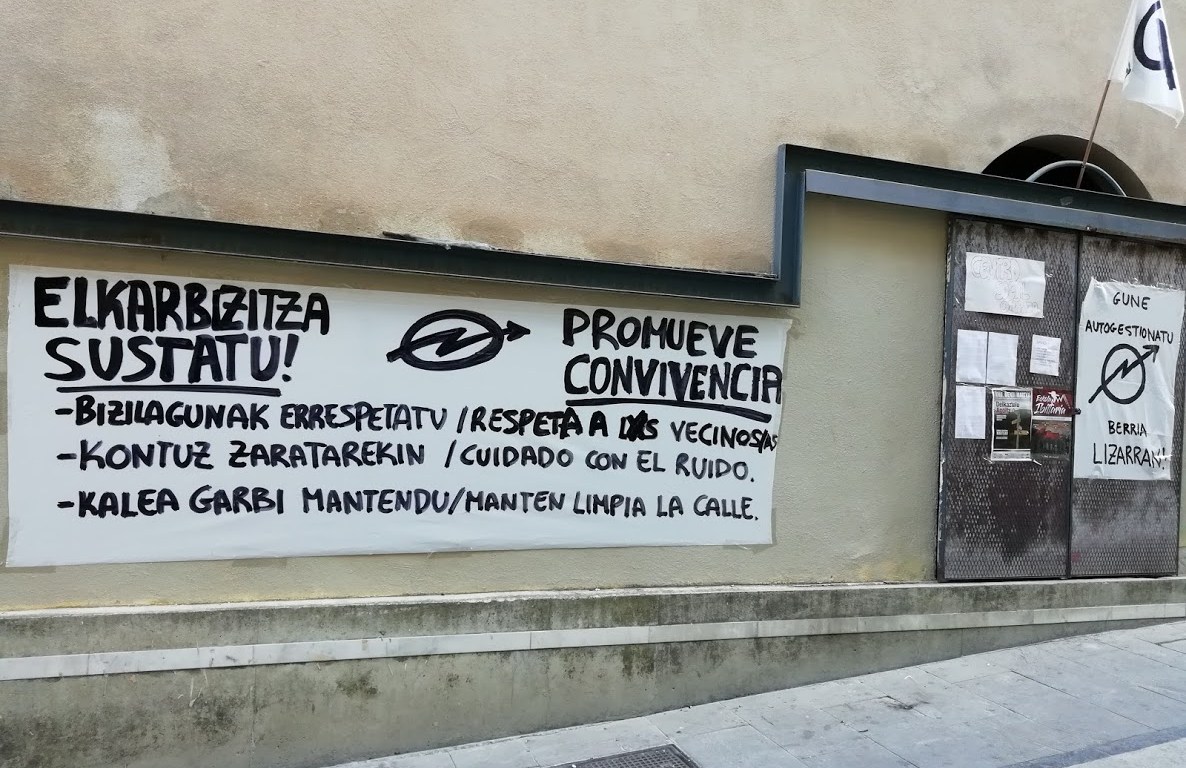 ELKARBIZITZA
SUSTATU!
PROMUEVE
CONVIVENCIA
-BIZILAGUNAK ERRESPETATU / RESPETA A VECINOS/AS
-KONTUZ ZARATAREKIN / CUIDADO CON EL RUIDO.
-KALEA GARBI MANTENDU/MANTEN LIMPIA LA CALLE.
GUNE
AUTOGESTIONATU
BERRIA
LIZARRAN!